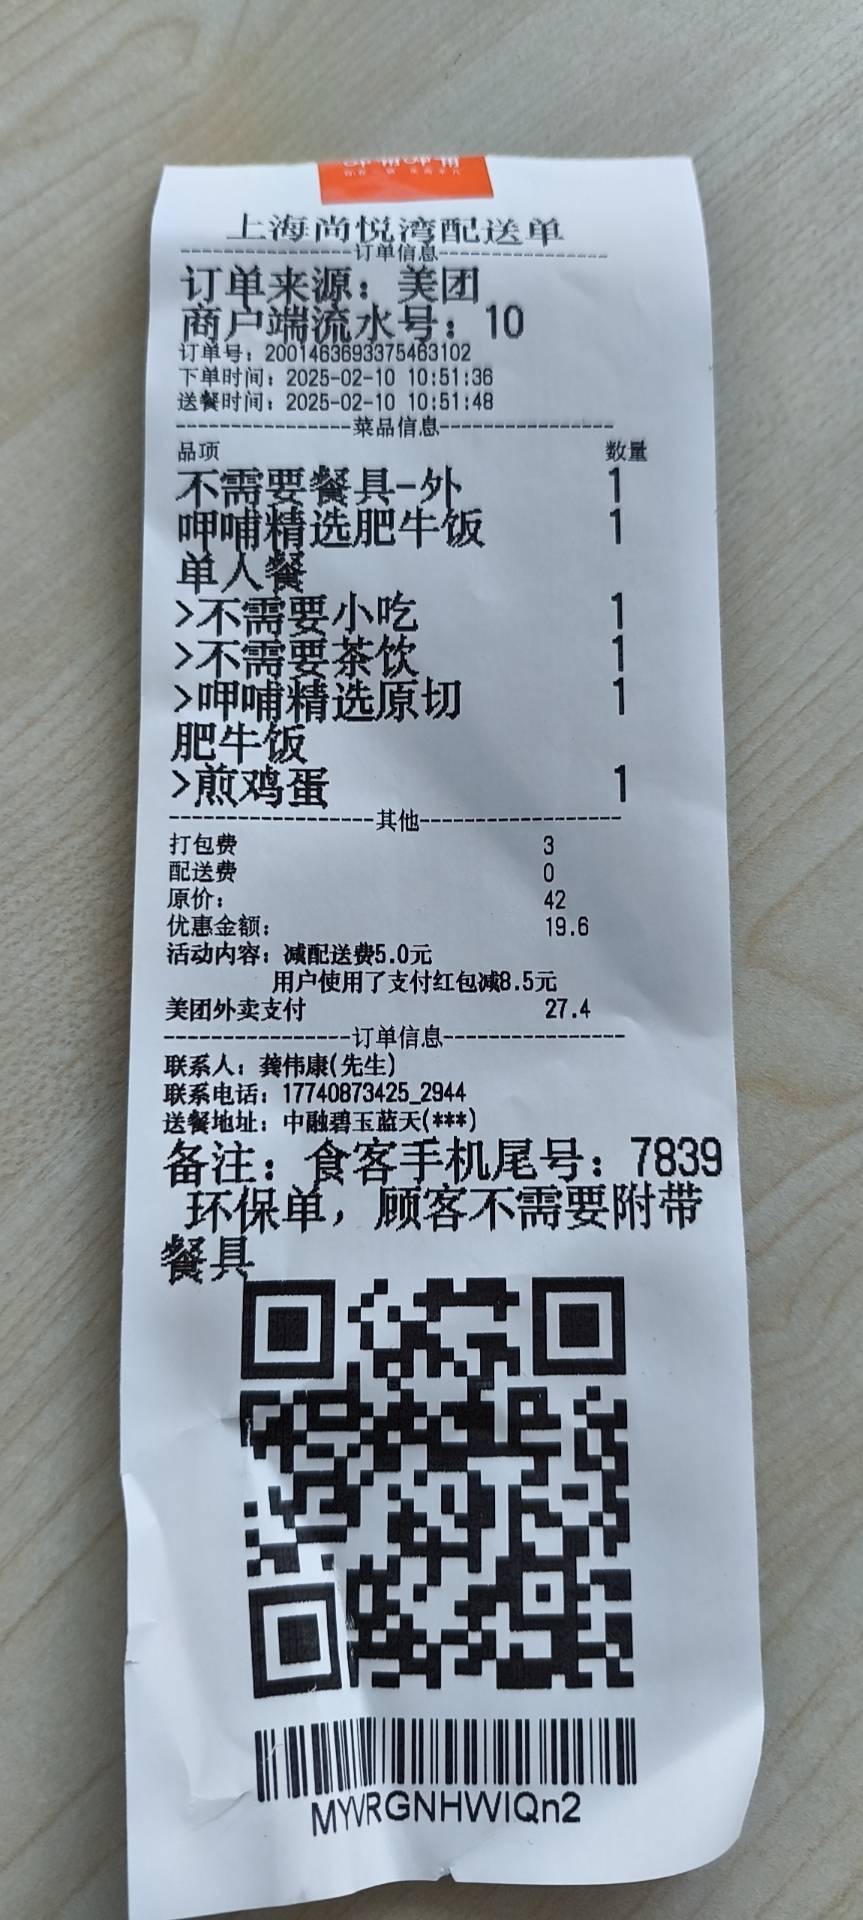 上海尚悦湾配送单
订单信息
订单来源：美团
商户端流水号：10
订单号：2001463693375463102
下单时间：2025-02-10 10:51:36
送餐时间：2025-02-10 10:51:48
菜品信息
品项 数量
不需要餐具-外 1
呷哺精选肥牛饭 1
单人餐
>不需要小吃 1
>不需要茶饮 1
>呷哺精选原切 1
肥牛饭
>煎鸡蛋 1
其他
打包费 3
配送费 0
原价： 42
优惠金额： 19.6
活动内容：减配送费5.0元
用户使用了支付红包减8.5元
美团外卖支付 27.4
订单信息
联系人：龚伟康(先生)
联系电话：17740873425_2944
送餐地址：中融碧玉蓝天(***)
备注：食客手机尾号：7839
环保单，顾客不需要附带
餐具
MYVRGNHWIQn2